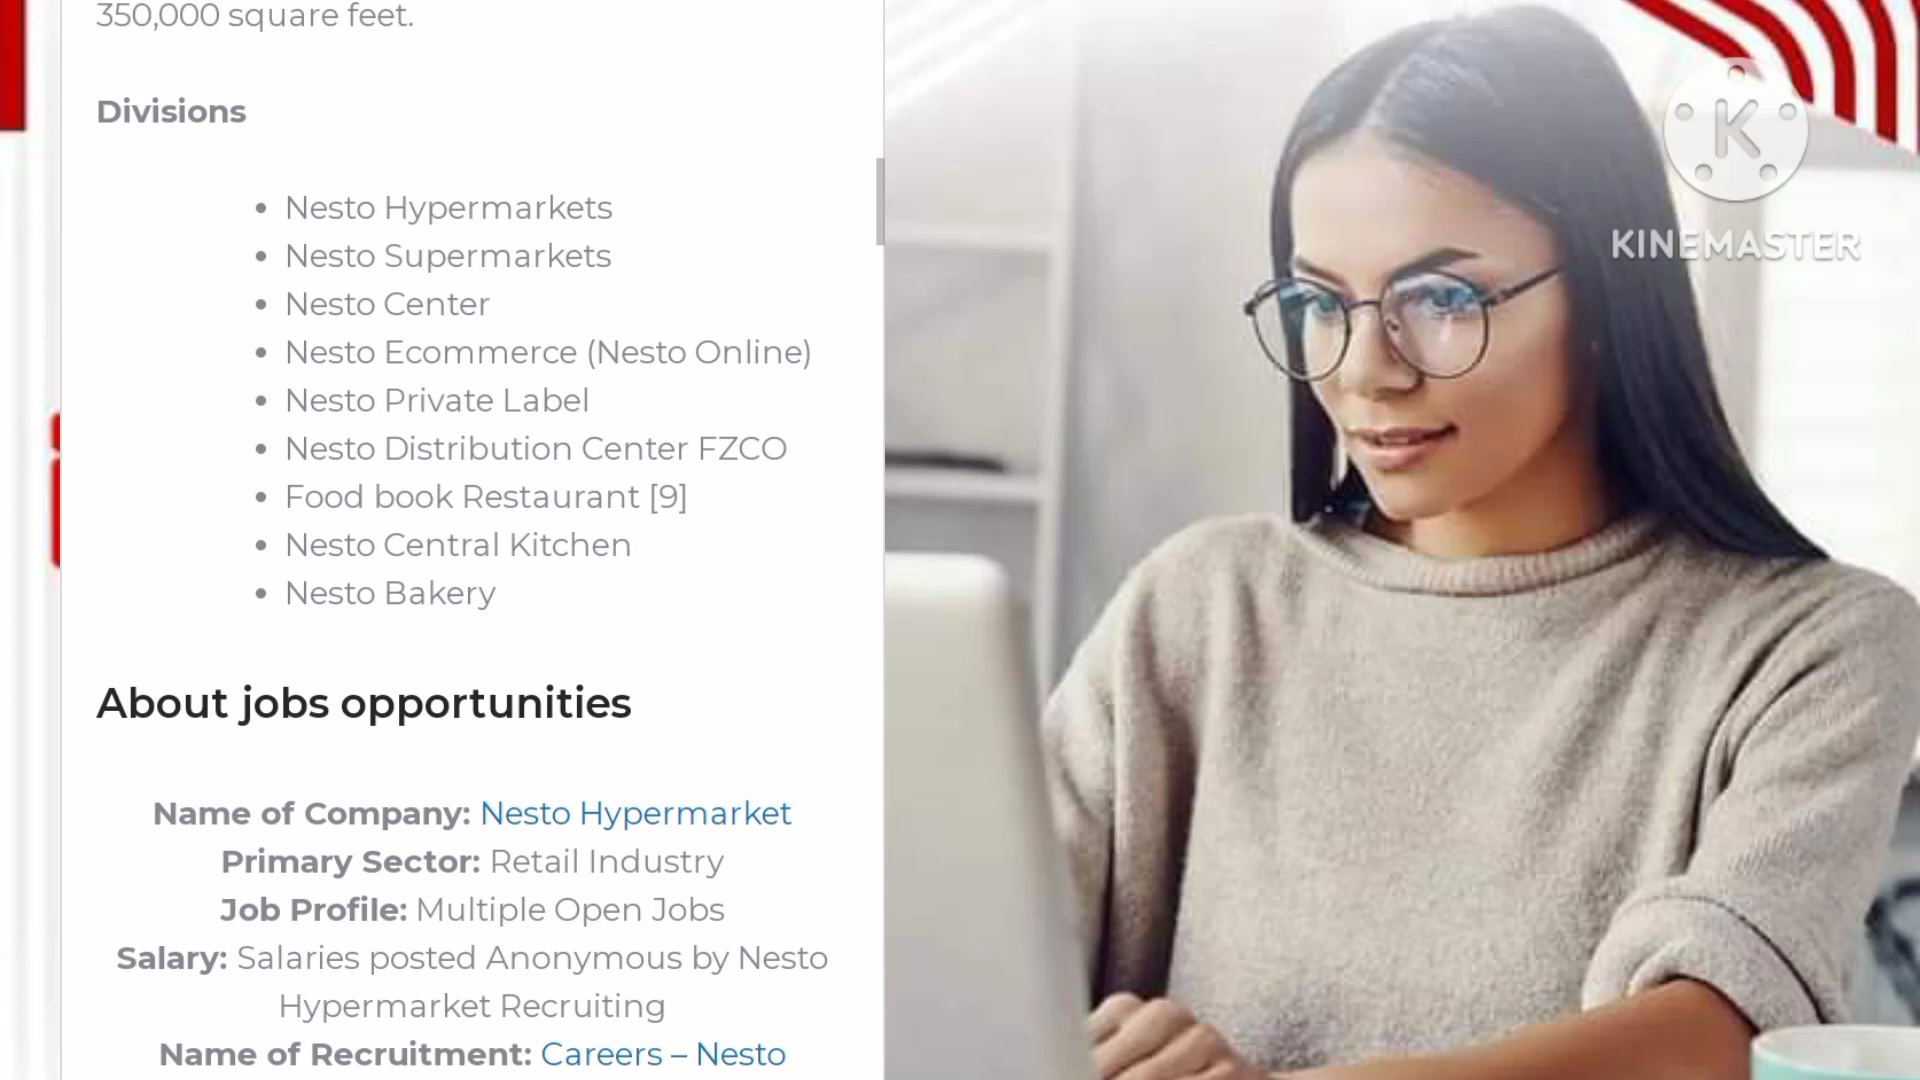 350,000 square feet.
Divisions
• Nesto Hypermarkets
• Nesto Supermarkets
• Nesto Center
• Nesto Ecommerce (Nesto Online)
• Nesto Private Label
• Nesto Distribution Center FZCO
• Food book Restaurant [9]
• Nesto Central Kitchen
• Nesto Bakery
About jobs opportunities
Name of Company: Nesto Hypermarket
Primary Sector: Retail Industry
Job Profile: Multiple Open Jobs
Salary: Salaries posted Anonymous by Nesto
Hypermarket Recruiting
Name of Recruitment: Careers – Nesto
K
KINEMASTER